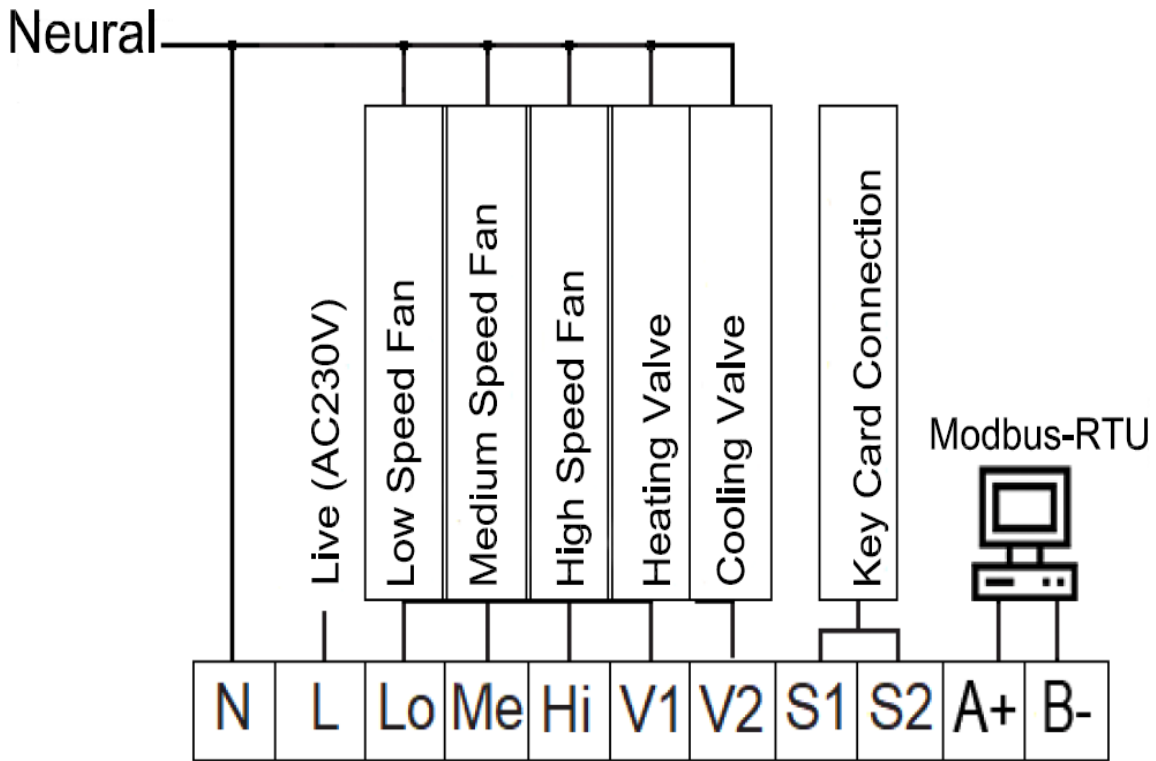 Neural
Live (AC230V)
Low Speed Fan
Medium Speed Fan
High Speed Fan
Heating Valve
Cooling Valve
Key Card Connection
Modbus-RTU
N L Lo Me Hi V1 V2 S1 S2 A+ B-